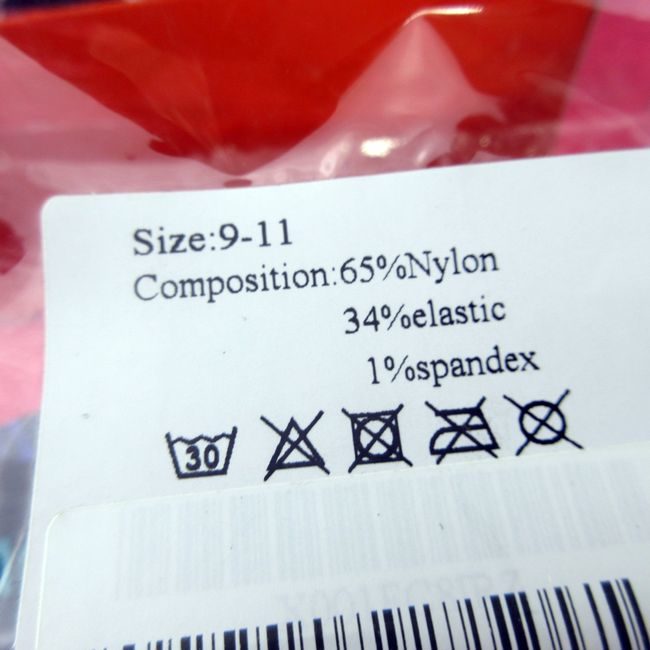 Size:9-11
Composition:65%Nylon
34%elastic
1%spandex
30